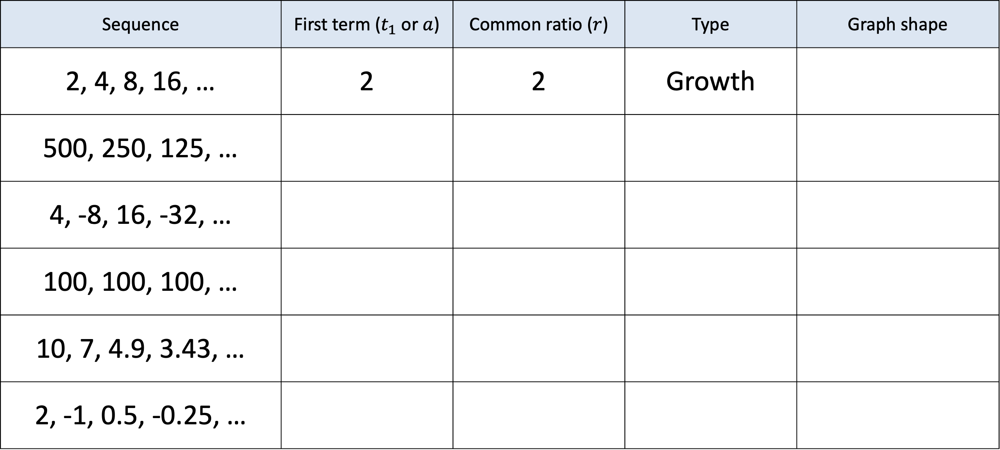 Sequence First term (t₁ or a) Common ratio (r) Type Graph shape
2, 4, 8, 16, ... 2 2 Growth
500, 250, 125, ...
4, -8, 16, -32, ...
100, 100, 100, ...
10, 7, 4.9, 3.43, ...
2, -1, 0.5, -0.25, ...